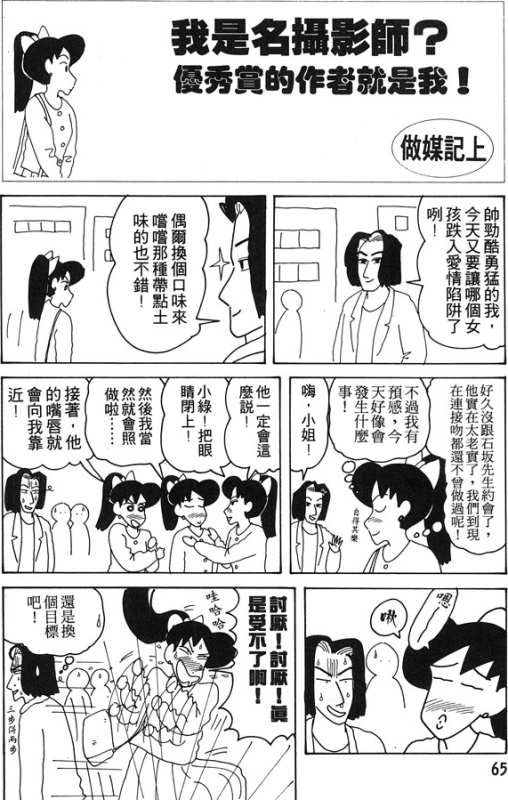 我是名攝影師？
優秀賞的作者就是我！
做媒記上
帥勁酷勇猛的我，
今天又要讓哪個女
孩跌入愛情陷阱了
咧！
偶爾換個口味來
嚐嚐那種帶點土
味的也不錯！
好久沒跟石坂先生約會了，
他實在太老實了，我們到現
在連接吻都還不曾做過呢！
不過我有
預感，今
天好像會
發生什麼
事！
自得其樂
嗨，小姐！
他一定會這
麼說！
小綠！把眼
睛閉上！
然後我當
然就會照
做啦……
接著，他
的嘴唇就
會向我靠
近！
嗯
啾
討厭！討厭！真
是受不了啊！
哇哈哈
還是換
個目標
吧！
三步併兩步
65